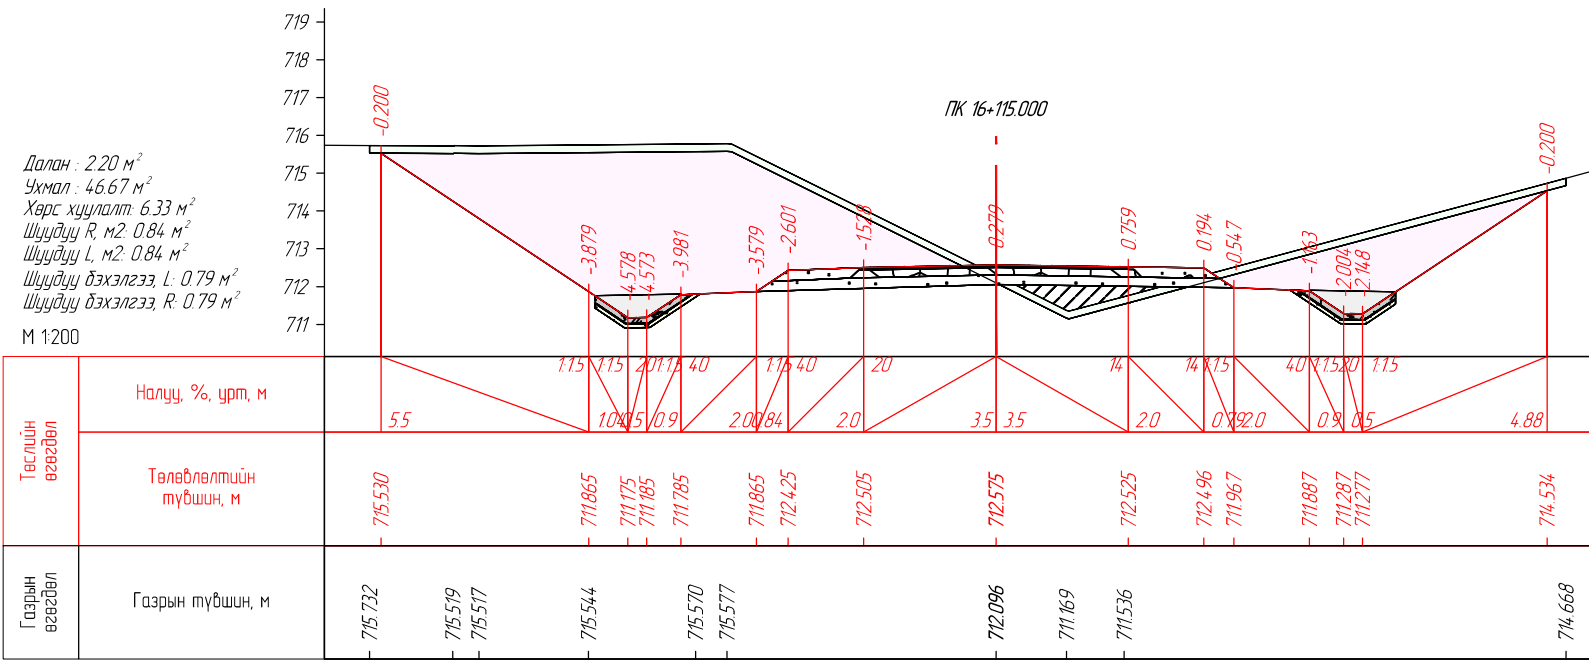 719
718
717
716
715
714
713
712
711
ПК 16+115.000
Далан : 2.20 м²
Ухмал : 46.67 м²
Хөрс хуулалт: 6.33 м²
Шуудуу R, м2: 0.84 м²
Шуудуу L, м2: 0.84 м²
Шуудуу бэхэлгээ, L: 0.79 м²
Шуудуу бэхэлгээ, R: 0.79 м²
М 1:200
-0.200
-3.879
-4.578
-4.573
-3.981
-3.579
-2.601
-1.528
0.279
0.759
0.194
-0.547
-1.163
-2.004
-2.148
-0.200
Төслийн өгөгдөл
Налуу, %, урт, м
1:1.5 1:1.5 20 1:1.5 40 1:1.5 40 20 14 14 1:1.5 40 1:1.5 20 1:1.5
5.5 1.04 0.5 0.9 2.00 .84 2.0 3.5 3.5 2.0 0.79 2.0 0.9 0.5 4.88
Төлөвлөлтийн түвшин, м
715.530 711.865 711.175 711.185 711.785 711.865 712.425 712.505 712.575 712.525 712.496 711.967 711.887 711.287 711.277 714.534
Газрын өгөгдөл
Газрын түвшин, м
715.732 715.519 715.517 715.544 715.570 715.577 712.096 711.169 711.536 714.668